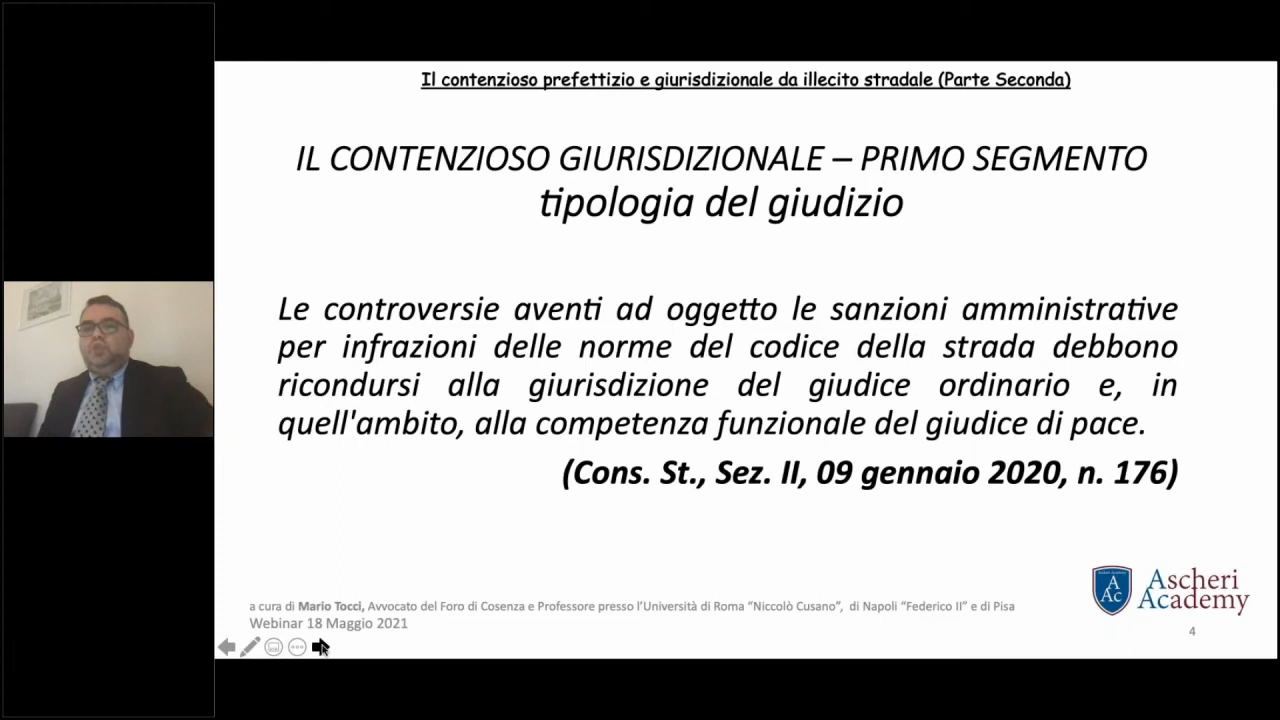 Il contenzioso prefettizio e giurisdizionale da illecito stradale (Parte Seconda)
IL CONTENZIOSO GIURISDIZIONALE – PRIMO SEGMENTO
tipologia del giudizio
Le controversie aventi ad oggetto le sanzioni amministrative
per infrazioni delle norme del codice della strada debbono
ricondursi alla giurisdizione del giudice ordinario e, in
quell'ambito, alla competenza funzionale del giudice di pace.
(Cons. St., Sez. II, 09 gennaio 2020, n. 176)
A
Ac
Ascheri
Academy
a cura di Mario Tocci, Avvocato del Foro di Cosenza e Professore presso l’Università di Roma “Niccolò Cusano”, di Napoli “Federico II” e di Pisa
Webinar 18 Maggio 2021
4